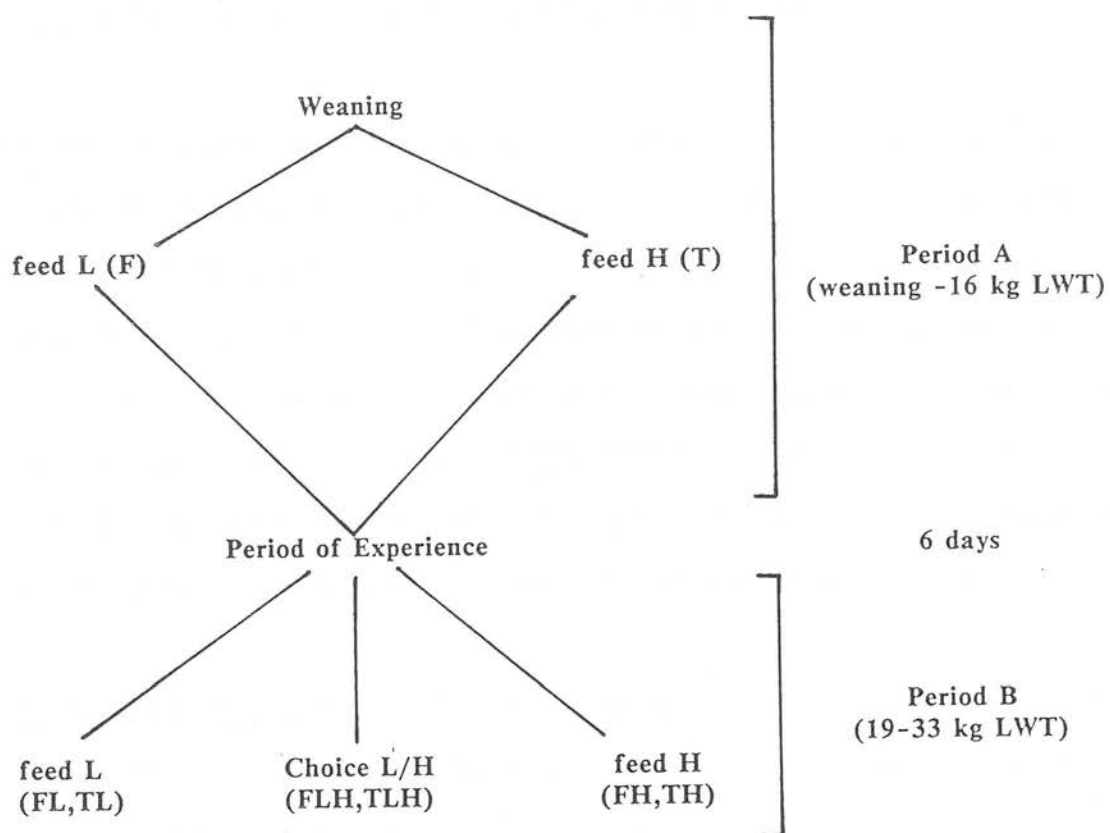 Weaning
feed L (F)
feed H (T)
Period A
(weaning -16 kg LWT)
Period of Experience
6 days
Period B
(19-33 kg LWT)
feed L
(FL,TL)
Choice L/H
(FLH,TLH)
feed H
(FH,TH)